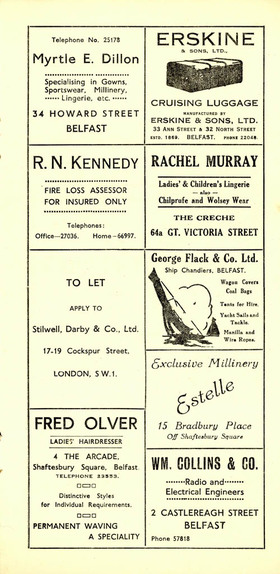 Telephone No. 25178
Myrtle E. Dillon
Specialising in Gowns,
Sportswear, Millinery,
Lingerie, etc.
34 HOWARD STREET
BELFAST
R. N. KENNEDY
FIRE LOSS ASSESSOR
FOR INSURED ONLY
Telephones:
Office—27036. Home—66997.
TO LET
APPLY TO
Stilwell, Darby & Co., Ltd.
17-19 Cockspur Street,
LONDON, S.W.1.
FRED OLVER
LADIES' HAIRDRESSER
4 THE ARCADE,
Shaftesbury Square, Belfast
TELEPHONE 23553.
Distinctive Styles
for Individual Requirements.
PERMANENT WAVING
A SPECIALITY
ERSKINE
& SONS, LTD.,
CRUISING LUGGAGE
MANUFACTURED BY
ERSKINE & SONS, LTD.
33 ANN STREET & 32 NORTH STREET
ESTD. 1869. BELFAST. PHONE 22048.
RACHEL MURRAY
Ladies' & Children's Lingerie
— also —
Chilprufe and Wolsey Wear
THE CRECHE
64a GT. VICTORIA STREET
George Flack & Co. Ltd.
Ship Chandlers, BELFAST.
Wagon Covers
Coal Bags
Tents for Hire.
Yacht Sails and
Tackle.
Manilla and
Wire Ropes.
Exclusive Millinery
Estelle
15 Bradbury Place
Off Shaftesbury Square
WM. COLLINS & CO.
Radio and
Electrical Engineers
2 CASTLEREAGH STREET
BELFAST
Phone 57818